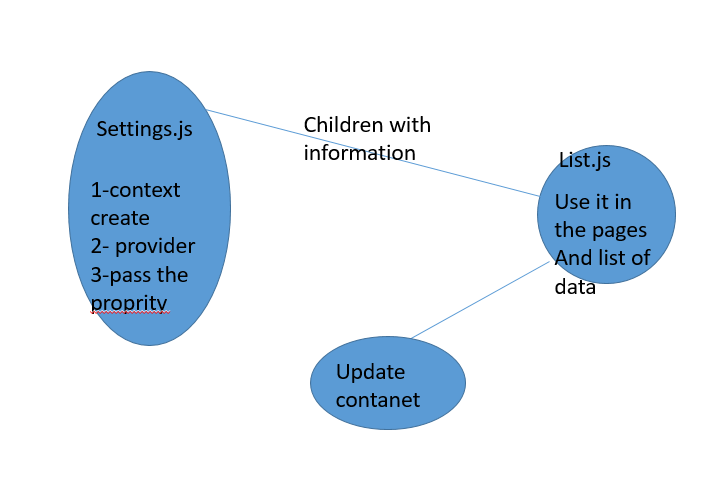 Settings.js
1-context
create
2- provider
3-pass the
proprity
Children with
information
List.js
Use it in
the pages
And list of
data
Update
contanet